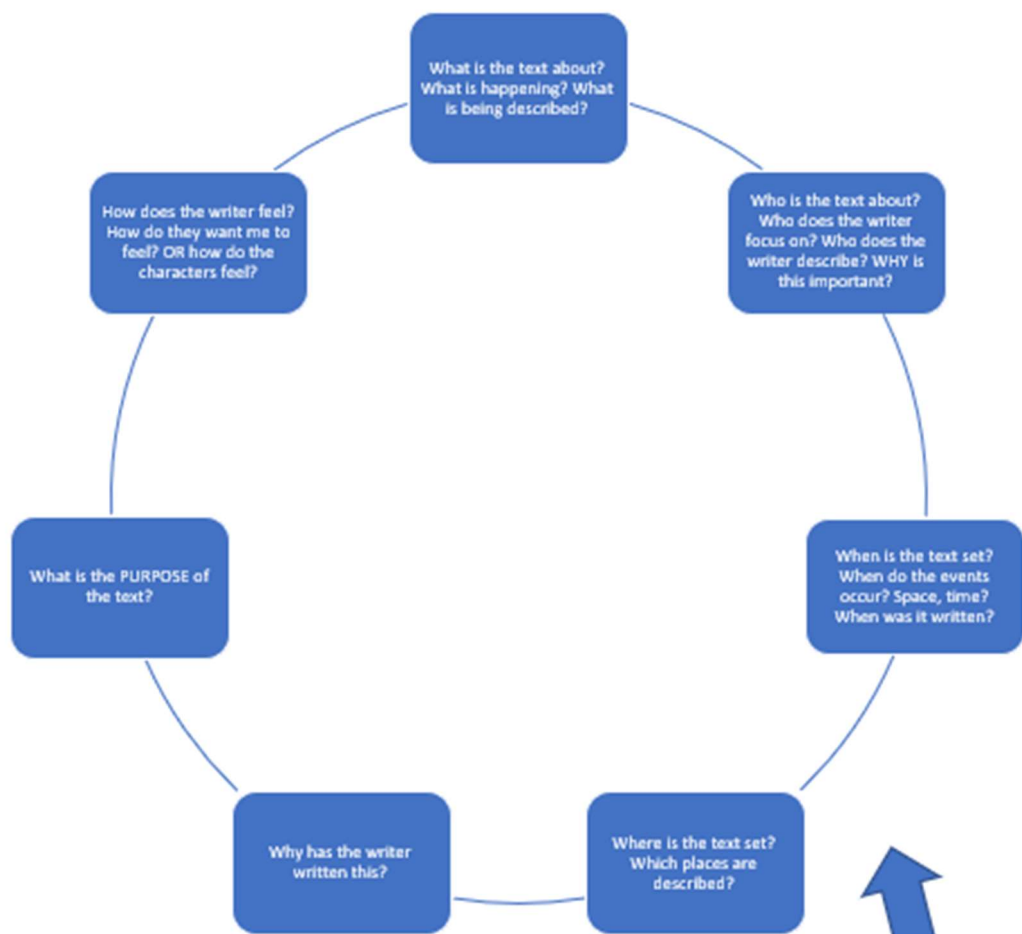 What is the text about?
What is happening? What
is being described?
Who is the text about?
Who does the writer
focus on? Who does the
writer describe? WHY is
this important?
When is the text set?
When do the events
occur? Space, time?
When was it written?
Where is the text set?
Which places are
described?
Why has the writer
written this?
What is the PURPOSE of
the text?
How does the writer feel?
How do they want me to
feel? OR how do the
characters feel?